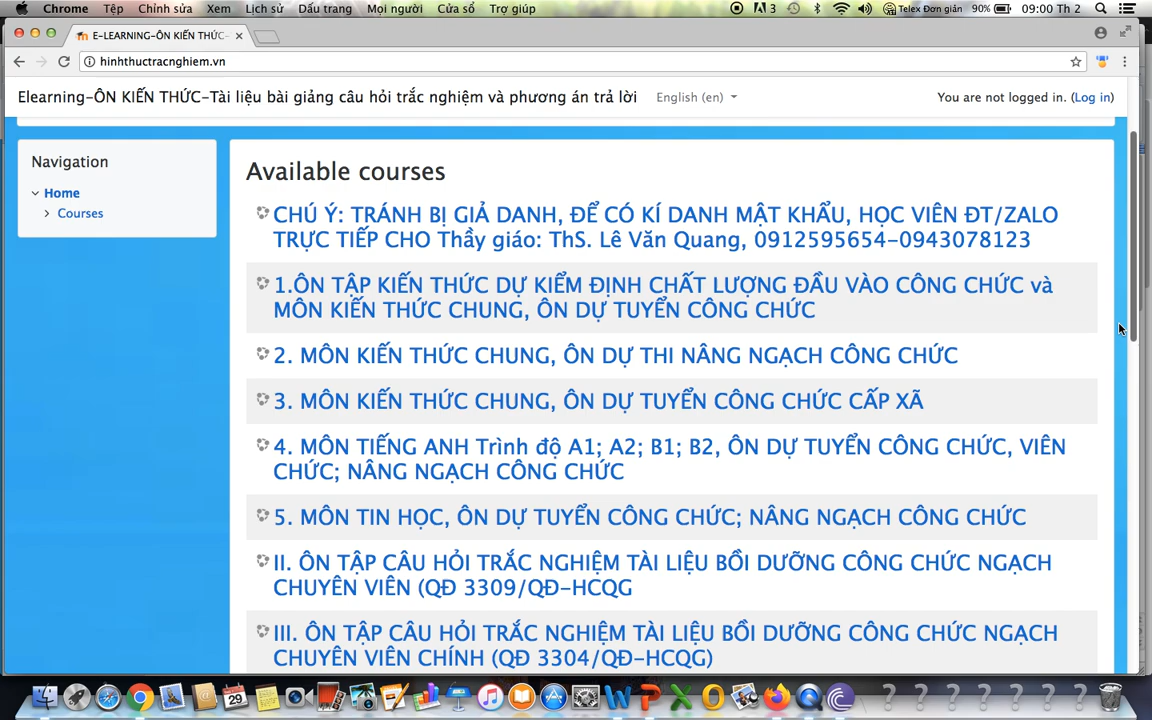 Chrome Tệp Chỉnh sửa Xem Lịch sử Dấu trang Mọi người Cửa sổ Trợ giúp 3 Telex Đơn giản 90% 09:00 Th 2
E-LEARNING-ÔN KIẾN THỨC-
hinhthuctracnghiem.vn
Elearning-ÔN KIẾN THỨC-Tài liệu bài giảng câu hỏi trắc nghiệm và phương án trả lời English (en) You are not logged in. (Log in)
Navigation
Home
Courses
Available courses
CHÚ Ý: TRÁNH BỊ GIẢ DANH, ĐỂ CÓ KÍ DANH MẬT KHẨU, HỌC VIÊN ĐT/ZALO
TRỰC TIẾP CHO Thầy giáo: ThS. Lê Văn Quang, 0912595654-0943078123
1.ÔN TẬP KIẾN THỨC DỰ KIỂM ĐỊNH CHẤT LƯỢNG ĐẦU VÀO CÔNG CHỨC và
MÔN KIẾN THỨC CHUNG, ÔN DỰ TUYỂN CÔNG CHỨC
2. MÔN KIẾN THỨC CHUNG, ÔN DỰ THI NÂNG NGẠCH CÔNG CHỨC
3. MÔN KIẾN THỨC CHUNG, ÔN DỰ TUYỂN CÔNG CHỨC CẤP XÃ
4. MÔN TIẾNG ANH Trình độ A1; A2; B1; B2, ÔN DỰ TUYỂN CÔNG CHỨC, VIÊN
CHỨC; NÂNG NGẠCH CÔNG CHỨC
5. MÔN TIN HỌC, ÔN DỰ TUYỂN CÔNG CHỨC; NÂNG NGẠCH CÔNG CHỨC
II. ÔN TẬP CÂU HỎI TRẮC NGHIỆM TÀI LIỆU BỒI DƯỠNG CÔNG CHỨC NGẠCH
CHUYÊN VIÊN (QĐ 3309/QĐ-HCQG
III. ÔN TẬP CÂU HỎI TRẮC NGHIỆM TÀI LIỆU BỒI DƯỠNG CÔNG CHỨC NGẠCH
CHUYÊN VIÊN CHÍNH (QĐ 3304/QĐ-HCQG)
29